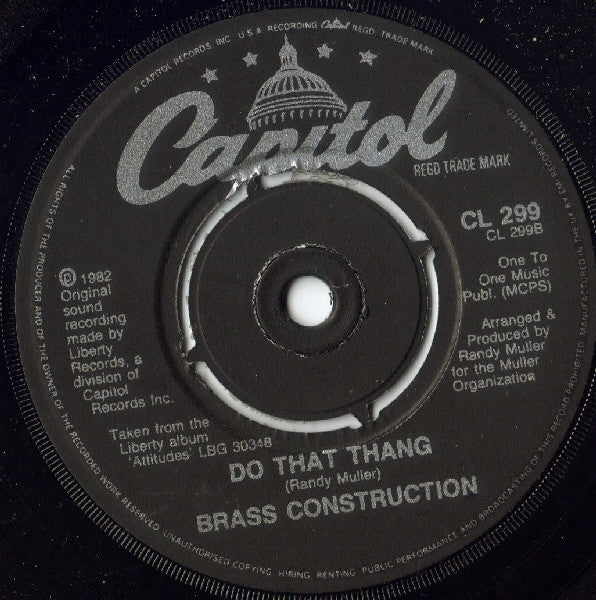 A CAPITOL RECORDS INC. U.S.A. RECORDING Capitol REGD. TRADE MARK
Capitol
REGD TRADE MARK
CL 299
CL 299B
One To
One Music
Publ. (MCPS)
Arranged &
Produced by
Randy Muller
for the Muller
Organization
℗ 1982
Original
sound
recording
made by
Liberty
Records, a
division of
Capitol
Records Inc.
Taken from the
Liberty album
'Attitudes' LBG 30348
DO THAT THANG
(Randy Muller)
BRASS CONSTRUCTION
MANUFACTURED IN THE UK BY EMI RECORDS LIMITED
ALL RIGHTS OF THE PRODUCER AND OF THE OWNER OF THE RECORDED WORK RESERVED UNAUTHORISED COPYING HIRING RENTING PUBLIC PERFORMANCE AND BROADCASTING OF THIS RECORD PROHIBITED